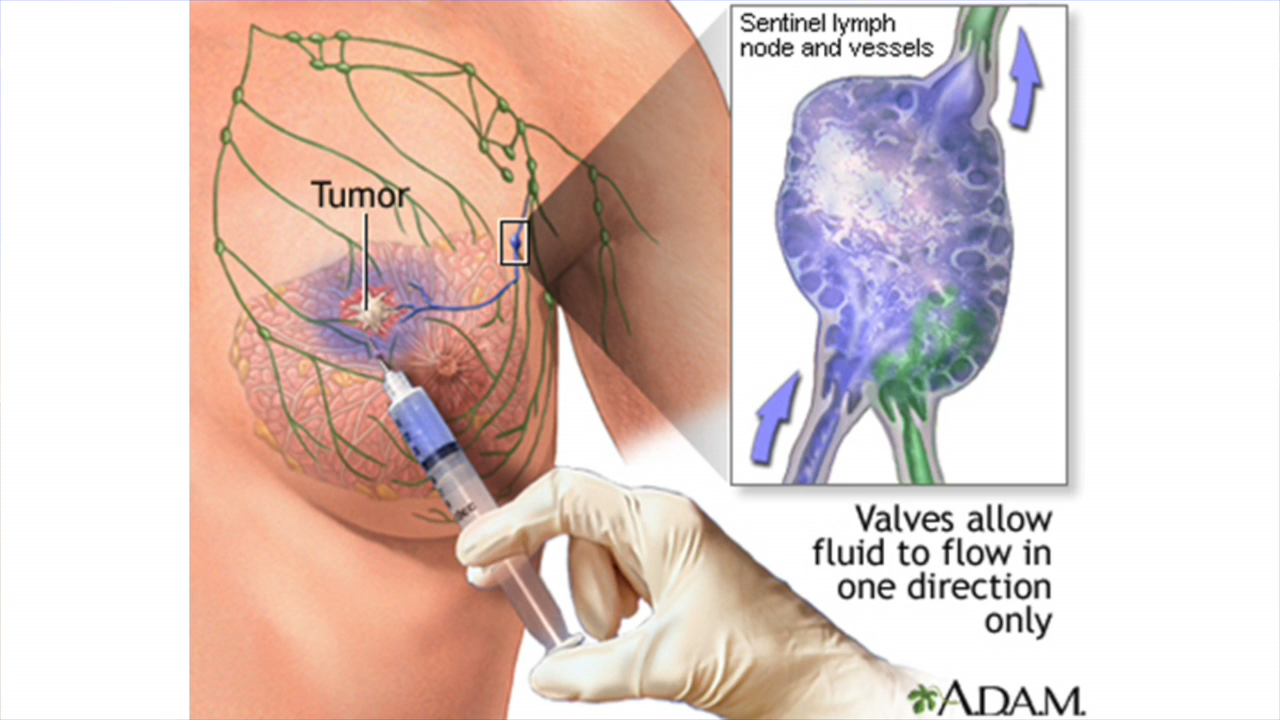 Sentinel lymph
node and vessels
Tumor
Valves allow
fluid to flow in
one direction
only
A.D.A.M.